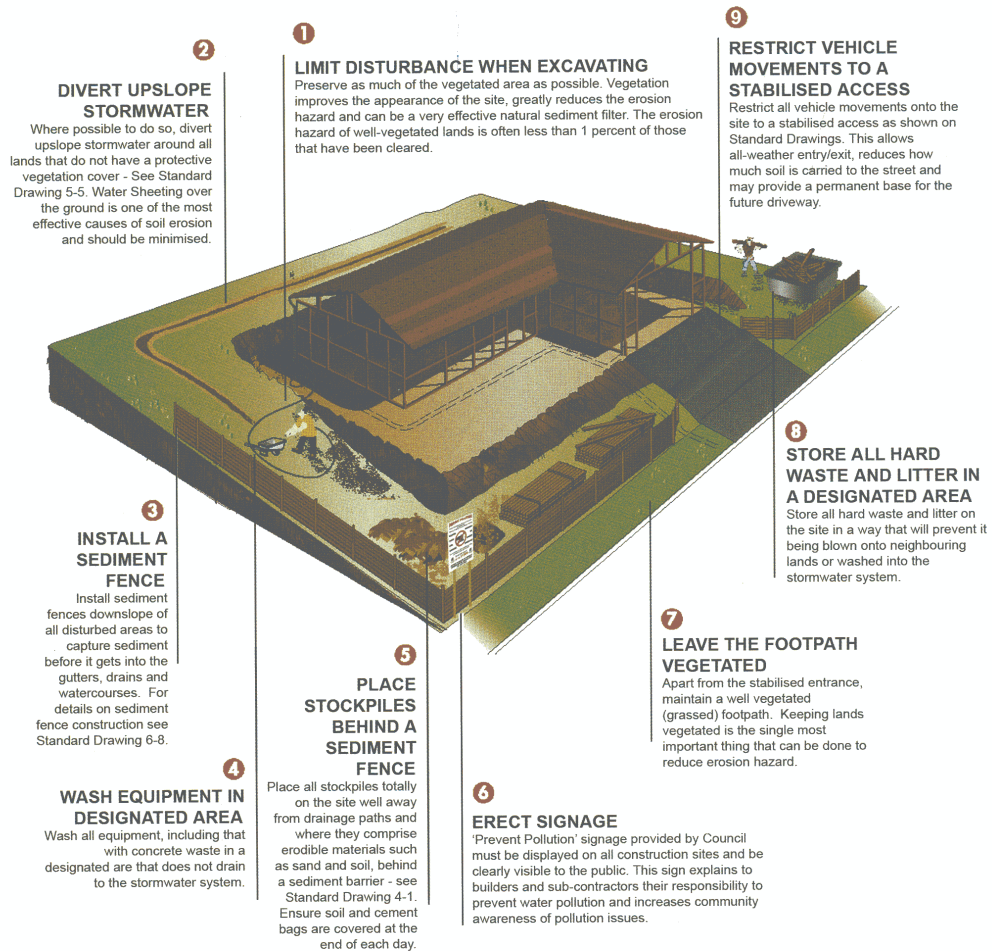 1
LIMIT DISTURBANCE WHEN EXCAVATING
Preserve as much of the vegetated area as possible. Vegetation
improves the appearance of the site, greatly reduces the erosion
hazard and can be a very effective natural sediment filter. The erosion
hazard of well-vegetated lands is often less than 1 percent of those
that have been cleared.
2
DIVERT UPSLOPE
STORMWATER
Where possible to do so, divert
upslope stormwater around all
lands that do not have a protective
vegetation cover - See Standard
Drawing 5-5. Water Sheeting over
the ground is one of the most
effective causes of soil erosion
and should be minimised.
3
INSTALL A
SEDIMENT
FENCE
Install sediment
fences downslope of
all disturbed areas to
capture sediment
before it gets into the
gutters, drains and
watercourses. For
details on sediment
fence construction see
Standard Drawing 6-8.
4
WASH EQUIPMENT IN
DESIGNATED AREA
Wash all equipment, including that
with concrete waste in a
designated are that does not drain
to the stormwater system.
5
PLACE
STOCKPILES
BEHIND A
SEDIMENT
FENCE
Place all stockpiles totally
on the site well away
from drainage paths and
where they comprise
erodible materials such
as sand and soil, behind
a sediment barrier - see
Standard Drawing 4-1.
Ensure soil and cement
bags are covered at the
end of each day.
6
ERECT SIGNAGE
'Prevent Pollution' signage provided by Council
must be displayed on all construction sites and be
clearly visible to the public. This sign explains to
builders and sub-contractors their responsibility to
prevent water pollution and increases community
awareness of pollution issues.
7
LEAVE THE FOOTPATH
VEGETATED
Apart from the stabilised entrance,
maintain a well vegetated
(grassed) footpath. Keeping lands
vegetated is the single most
important thing that can be done to
reduce erosion hazard.
8
STORE ALL HARD
WASTE AND LITTER IN
A DESIGNATED AREA
Store all hard waste and litter on
the site in a way that will prevent it
being blown onto neighbouring
lands or washed into the
stormwater system.
9
RESTRICT VEHICLE
MOVEMENTS TO A
STABILISED ACCESS
Restrict all vehicle movements onto the
site to a stabilised access as shown on
Standard Drawings. This allows
all-weather entry/exit, reduces how
much soil is carried to the street and
may provide a permanent base for the
future driveway.